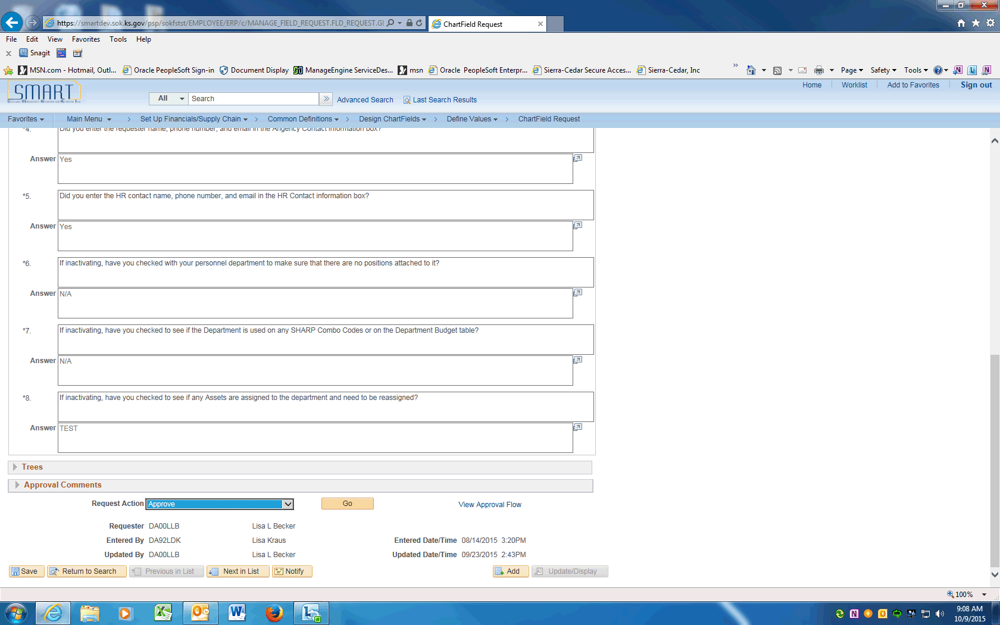 https://smartdev.sok.ks.gov/psp/sokfstst/EMPLOYEE/ERP/c/MANAGE_FIELD_REQUEST.FLD_REQUEST.GI
ChartField Request
File Edit View Favorites Tools Help
x Snagit
MSN.com - Hotmail, Outl... Oracle PeopleSoft Sign-in Document Display ManageEngine ServiceDes... msn Oracle PeopleSoft Enterpr... Sierra-Cedar Secure Acces... Sierra-Cedar, Inc » Page Safety Tools
SMART
Home Worklist Add to Favorites Sign out
All Search » Advanced Search Last Search Results
Favorites Main Menu > Set Up Financials/Supply Chain > Common Definitions > Design ChartFields > Define Values > ChartField Request
*4. Did you enter the requester name, phone number, and email in the Angency Contact information box?
Answer Yes
*5. Did you enter the HR contact name, phone number, and email in the HR Contact information box?
Answer Yes
*6. If inactivating, have you checked with your personnel department to make sure that there are no positions attached to it?
Answer N/A
*7. If inactivating, have you checked to see if the Department is used on any SHARP Combo Codes or on the Department Budget table?
Answer N/A
*8. If inactivating, have you checked to see if any Assets are assigned to the department and need to be reassigned?
Answer TEST
Trees
Approval Comments
Request Action Approve Go View Approval Flow
Requester DA00LLB Lisa L Becker
Entered By DA92LDK Lisa Kraus Entered Date/Time 08/14/2015 3:20PM
Updated By DA00LLB Lisa L Becker Updated Date/Time 09/23/2015 2:43PM
Save Return to Search Previous in List Next in List Notify Add Update/Display
100%
9:08 AM
10/9/2015